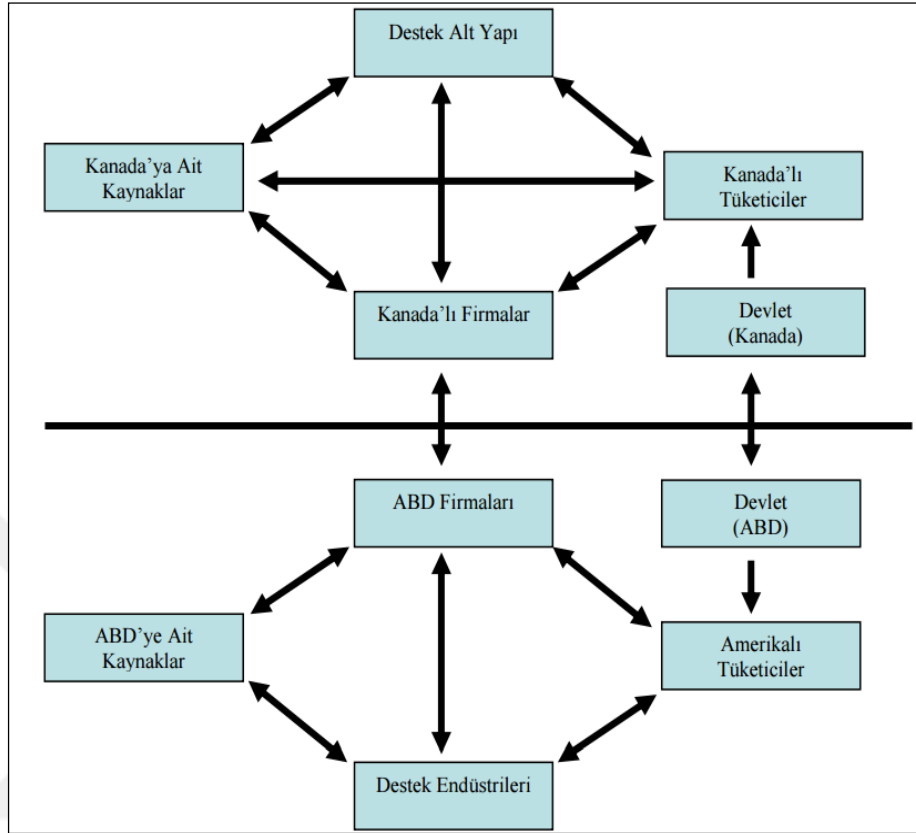 Destek Alt Yapı
Kanada’ya Ait
Kaynaklar
Kanada’lı
Tüketiciler
Kanada’lı Firmalar
Devlet
(Kanada)
ABD Firmaları
Devlet
(ABD)
ABD’ye Ait
Kaynaklar
Amerikalı
Tüketiciler
Destek Endüstrileri